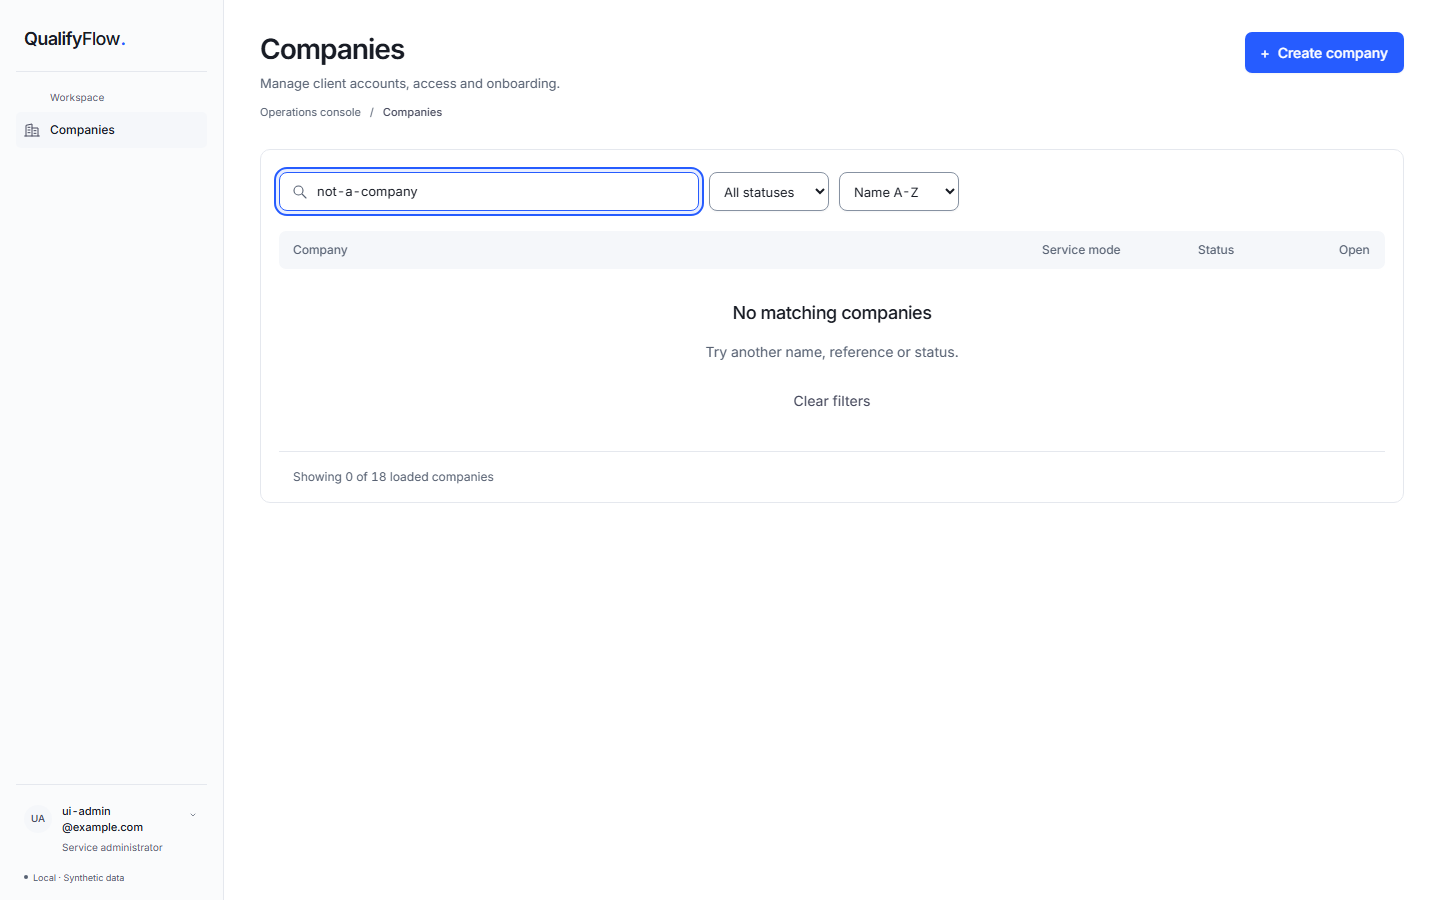 QualifyFlow.
Workspace
Companies
Companies
Manage client accounts, access and onboarding.
Operations console / Companies
+ Create company
not-a-company
All statuses
Name A-Z
Company Service mode Status Open
No matching companies
Try another name, reference or status.
Clear filters
Showing 0 of 18 loaded companies
UA
ui-admin
@example.com
Service administrator
Local · Synthetic data